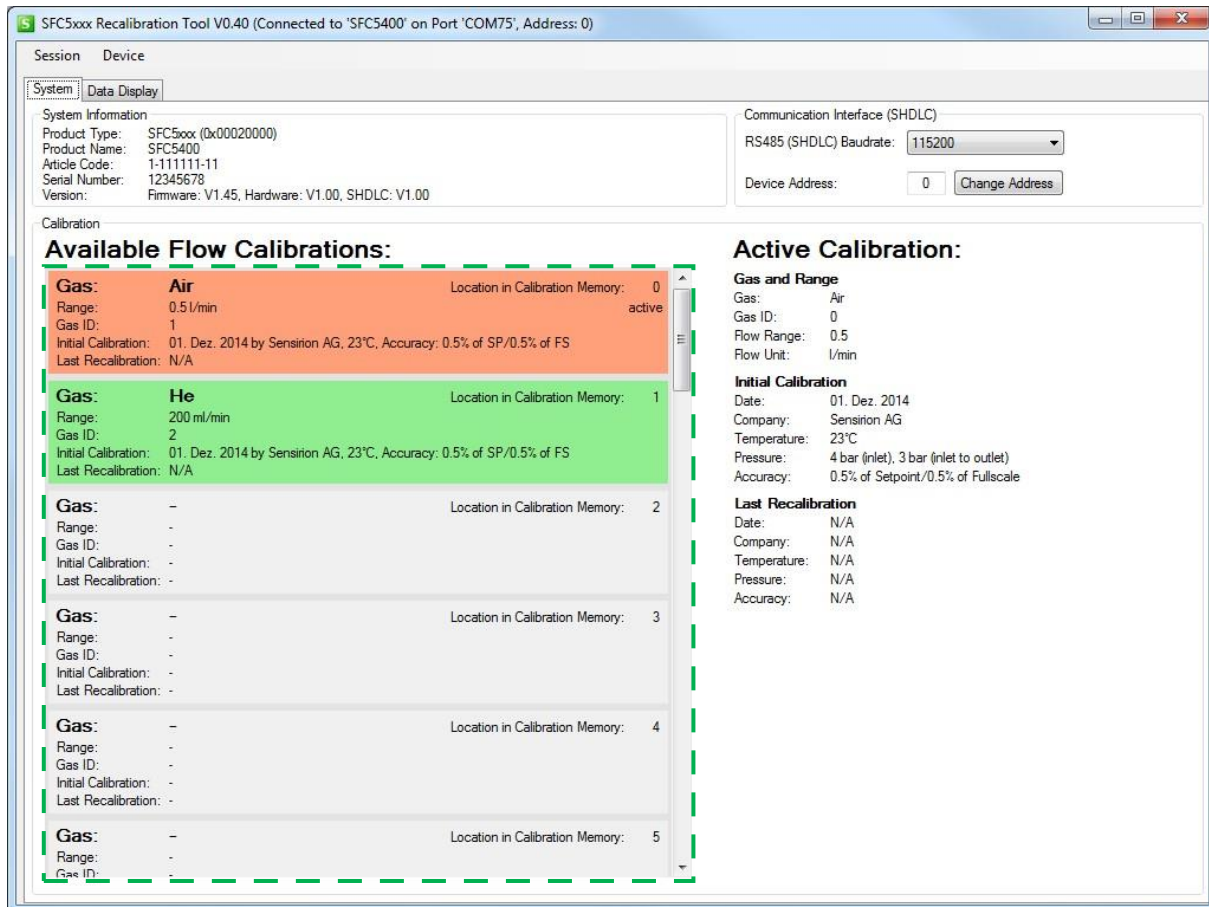 SFC5xxx Recalibration Tool V0.40 (Connected to 'SFC5400' on Port 'COM75', Address: 0)
Session Device
System Data Display
System Information
Product Type: SFC5xxx (0x00020000)
Product Name: SFC5400
Article Code: 1-111111-11
Serial Number: 12345678
Version: Firmware: V1.45, Hardware: V1.00, SHDLC: V1.00
Communication Interface (SHDLC)
RS485 (SHDLC) Baudrate: 115200
Device Address: 0 Change Address
Calibration
Available Flow Calibrations:
Gas: Air Location in Calibration Memory: 0
Range: 0.5 l/min active
Gas ID: 1
Initial Calibration: 01. Dez. 2014 by Sensirion AG, 23°C, Accuracy: 0.5% of SP/0.5% of FS
Last Recalibration: N/A
Gas: He Location in Calibration Memory: 1
Range: 200 ml/min
Gas ID: 2
Initial Calibration: 01. Dez. 2014 by Sensirion AG, 23°C, Accuracy: 0.5% of SP/0.5% of FS
Last Recalibration: N/A
Gas: - Location in Calibration Memory: 2
Range: -
Gas ID: -
Initial Calibration: -
Last Recalibration: -
Gas: - Location in Calibration Memory: 3
Range: -
Gas ID: -
Initial Calibration: -
Last Recalibration: -
Gas: - Location in Calibration Memory: 4
Range: -
Gas ID: -
Initial Calibration: -
Last Recalibration: -
Gas: - Location in Calibration Memory: 5
Range: -
Gas ID: -
Active Calibration:
Gas and Range
Gas: Air
Gas ID: 0
Flow Range: 0.5
Flow Unit: l/min
Initial Calibration
Date: 01. Dez. 2014
Company: Sensirion AG
Temperature: 23°C
Pressure: 4 bar (inlet), 3 bar (inlet to outlet)
Accuracy: 0.5% of Setpoint/0.5% of Fullscale
Last Recalibration
Date: N/A
Company: N/A
Temperature: N/A
Pressure: N/A
Accuracy: N/A